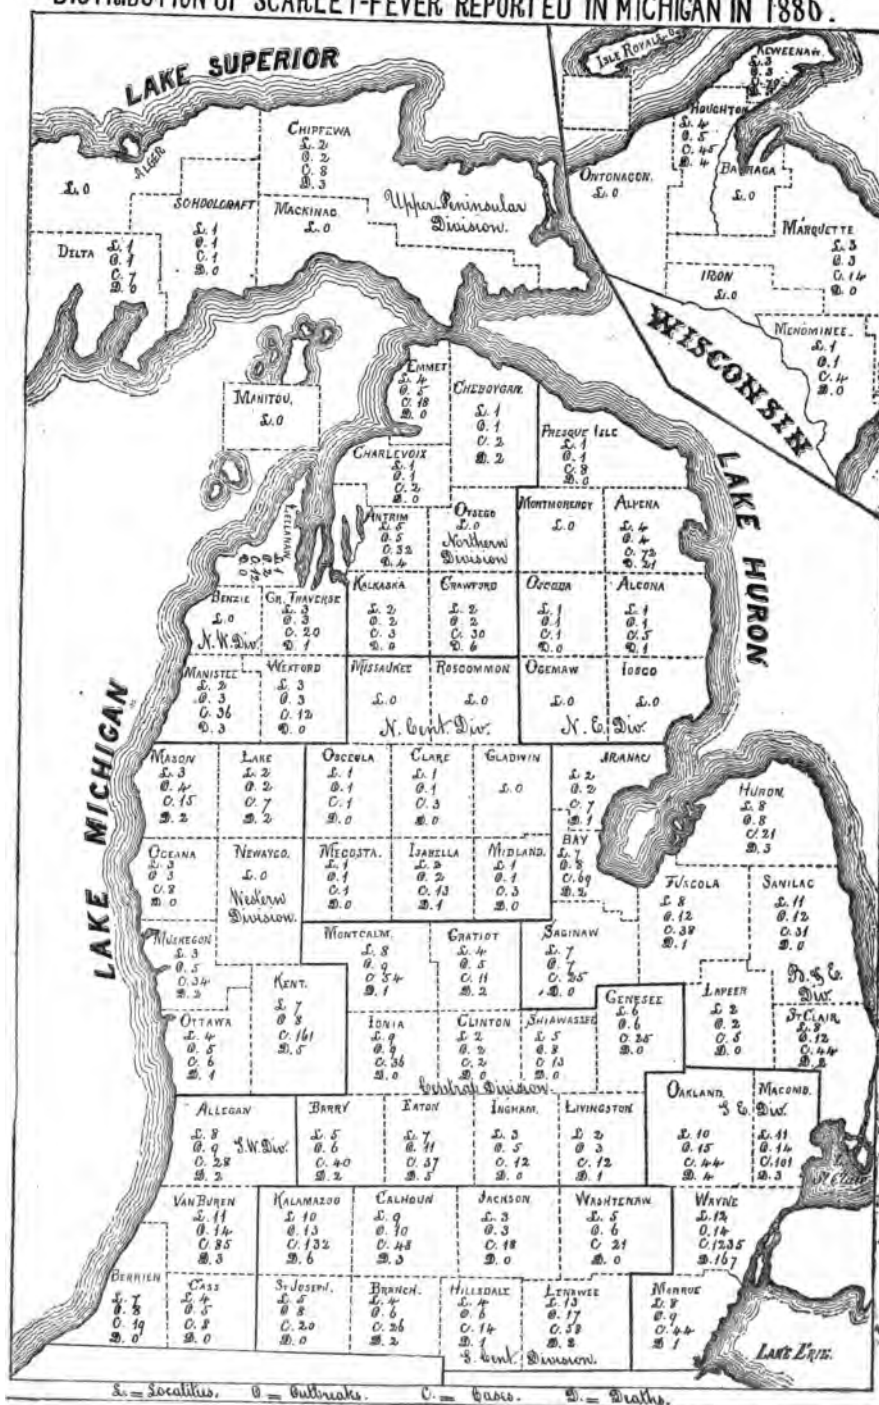 DISTRIBUTION OF SCARLET-FEVER REPORTED IN MICHIGAN IN 1886.
LAKE SUPERIOR
ISLE ROYALE. 0
KEWEENAW.
L. 3
O. 3
C. 70
HOUGHTON
L. 4
O. 5
C. 45
D. 4
BARAGA
L. 0
ONTONAGON.
L. 0
MARQUETTE
L. 3
O. 3
C. 14
D. 0
IRON
L. 0
MENOMINEE.
L. 1
O. 1
C. 4
D. 0
WISCONSIN
ALGER
L. 0
CHIPPEWA
L. 2
O. 2
C. 8
D. 3
SCHOOLCRAFT
L. 1
O. 1
C. 1
D. 0
MACKINAC
L. 0
Upper Peninsular
Division.
DELTA
L. 1
O. 1
C. 7
D. 0
MANITOU.
L. 0
EMMET
L. 4
O. 5
C. 18
D. 0
CHEBOYGAN.
L. 1
O. 1
C. 2
D. 2
PRESQUE ISLE
L. 1
O. 1
C. 8
D. 0
CHARLEVOIX
L. 1
O. 1
C. 2
D. 0
LAKE HURON
LEELANAW.
L. 1
O. 2
C. 12
D. 0
ANTRIM
L. 5
O. 5
C. 32
D. 4
OTSEGO
L. 0
Northern
Division
MONTMORENCY
L. 0
ALPENA
L. 4
O. 4
C. 72
D. 21
BENZIE
L. 0
N. W. Div.
GR. TRAVERSE
L. 3
O. 3
C. 20
D. 1
KALKASKA
L. 2
O. 2
C. 3
D. 0
CRAWFORD
L. 2
O. 2
C. 30
D. 6
OSCODA
L. 1
O. 1
C. 1
D. 0
ALCONA
L. 1
O. 1
C. 5
D. 1
MANISTEE
L. 2
O. 3
C. 36
D. 3
WEXFORD
L. 3
O. 3
C. 12
D. 0
MISSAUKEE
L. 0
ROSCOMMON
L. 0
N. Cent. Div.
OGEMAW
L. 0
IOSCO
L. 0
N. E. Div.
LAKE MICHIGAN
MASON
L. 3
O. 4
C. 15
D. 2
LAKE
L. 2
O. 2
C. 7
D. 2
OSCEOLA
L. 1
O. 1
C. 1
D. 0
CLARE
L. 1
O. 1
C. 3
D. 0
GLADWIN
L. 0
ARANAC
L. 2
O. 2
C. 7
D. 1
HURON.
L. 8
O. 8
C. 21
D. 3
OCEANA
L. 3
O. 3
C. 8
D. 0
NEWAYGO.
L. 0
Western
Division.
MECOSTA.
L. 1
O. 1
C. 1
D. 0
ISABELLA
L. 2
O. 2
C. 13
D. 1
MIDLAND.
L. 1
O. 1
C. 3
D. 0
BAY
L. 7
O. 8
C. 69
D. 2
TUSCOLA
L. 8
O. 12
C. 38
D. 1
SANILAC
L. 11
O. 12
C. 31
D. 0
MUSKEGON
L. 3
O. 5
C. 34
D. 2
MONTCALM.
L. 8
O. 9
C. 54
D. 1
GRATIOT
L. 4
O. 5
C. 11
D. 2
SAGINAW
L. 7
O. 7
C. 25
D. 0
B. & E.
Div.
OTTAWA
L. 4
O. 5
C. 6
D. 1
KENT.
L. 7
O. 8
C. 161
D. 5
IONIA
L. 9
O. 9
C. 36
D. 0
CLINTON
L. 2
O. 2
C. 2
D. 0
SHIAWASSEE
L. 5
O. 8
C. 13
D. 0
GENESEE
L. 6
O. 6
C. 25
D. 0
LAPEER
L. 2
O. 2
C. 5
D. 0
ST CLAIR
L. 8
O. 12
C. 44
D. 2
Central Division.
ALLEGAN
L. 8
O. 9
C. 28
D. 2
S.W. Div.
BARRY
L. 5
O. 6
C. 40
D. 2
EATON
L. 7
O. 11
C. 37
D. 5
INGHAM.
L. 3
O. 5
C. 12
D. 0
LIVINGSTON
L. 2
O. 3
C. 12
D. 1
OAKLAND.
L. 10
O. 15
C. 44
D. 4
MACOMB.
L. 11
O. 14
C. 101
D. 3
S E. Div.
St Clair
VAN BUREN
L. 11
O. 14
C. 85
D. 3
KALAMAZOO
L. 10
O. 13
C. 132
D. 6
CALHOUN
L. 9
O. 10
C. 48
D. 3
JACKSON
L. 3
O. 3
C. 18
D. 0
WASHTENAW
L. 5
O. 6
C 21
D. 0
WAYNE
L. 12
O. 14
C. 1235
D. 167
BERRIEN
L. 7
O. 8
C. 19
D. 0
CASS
L. 4
O. 5
C. 8
D. 0
ST JOSEPH.
L. 5
O 8
C. 20
D. 0
BRANCH.
L. 4
O. 6
C. 26
D. 2
HILLSDALE
L. 4
O. 6
C. 14
D. 1
LENAWEE
L. 13
O. 17
C. 58
D. 2
MONROE
L. 8
O. 9
C. 44
D 1
S. Cent. Division.
LAKE ERIE.
L. = Localities. O = Outbreaks. C. = Cases. D. = Deaths.